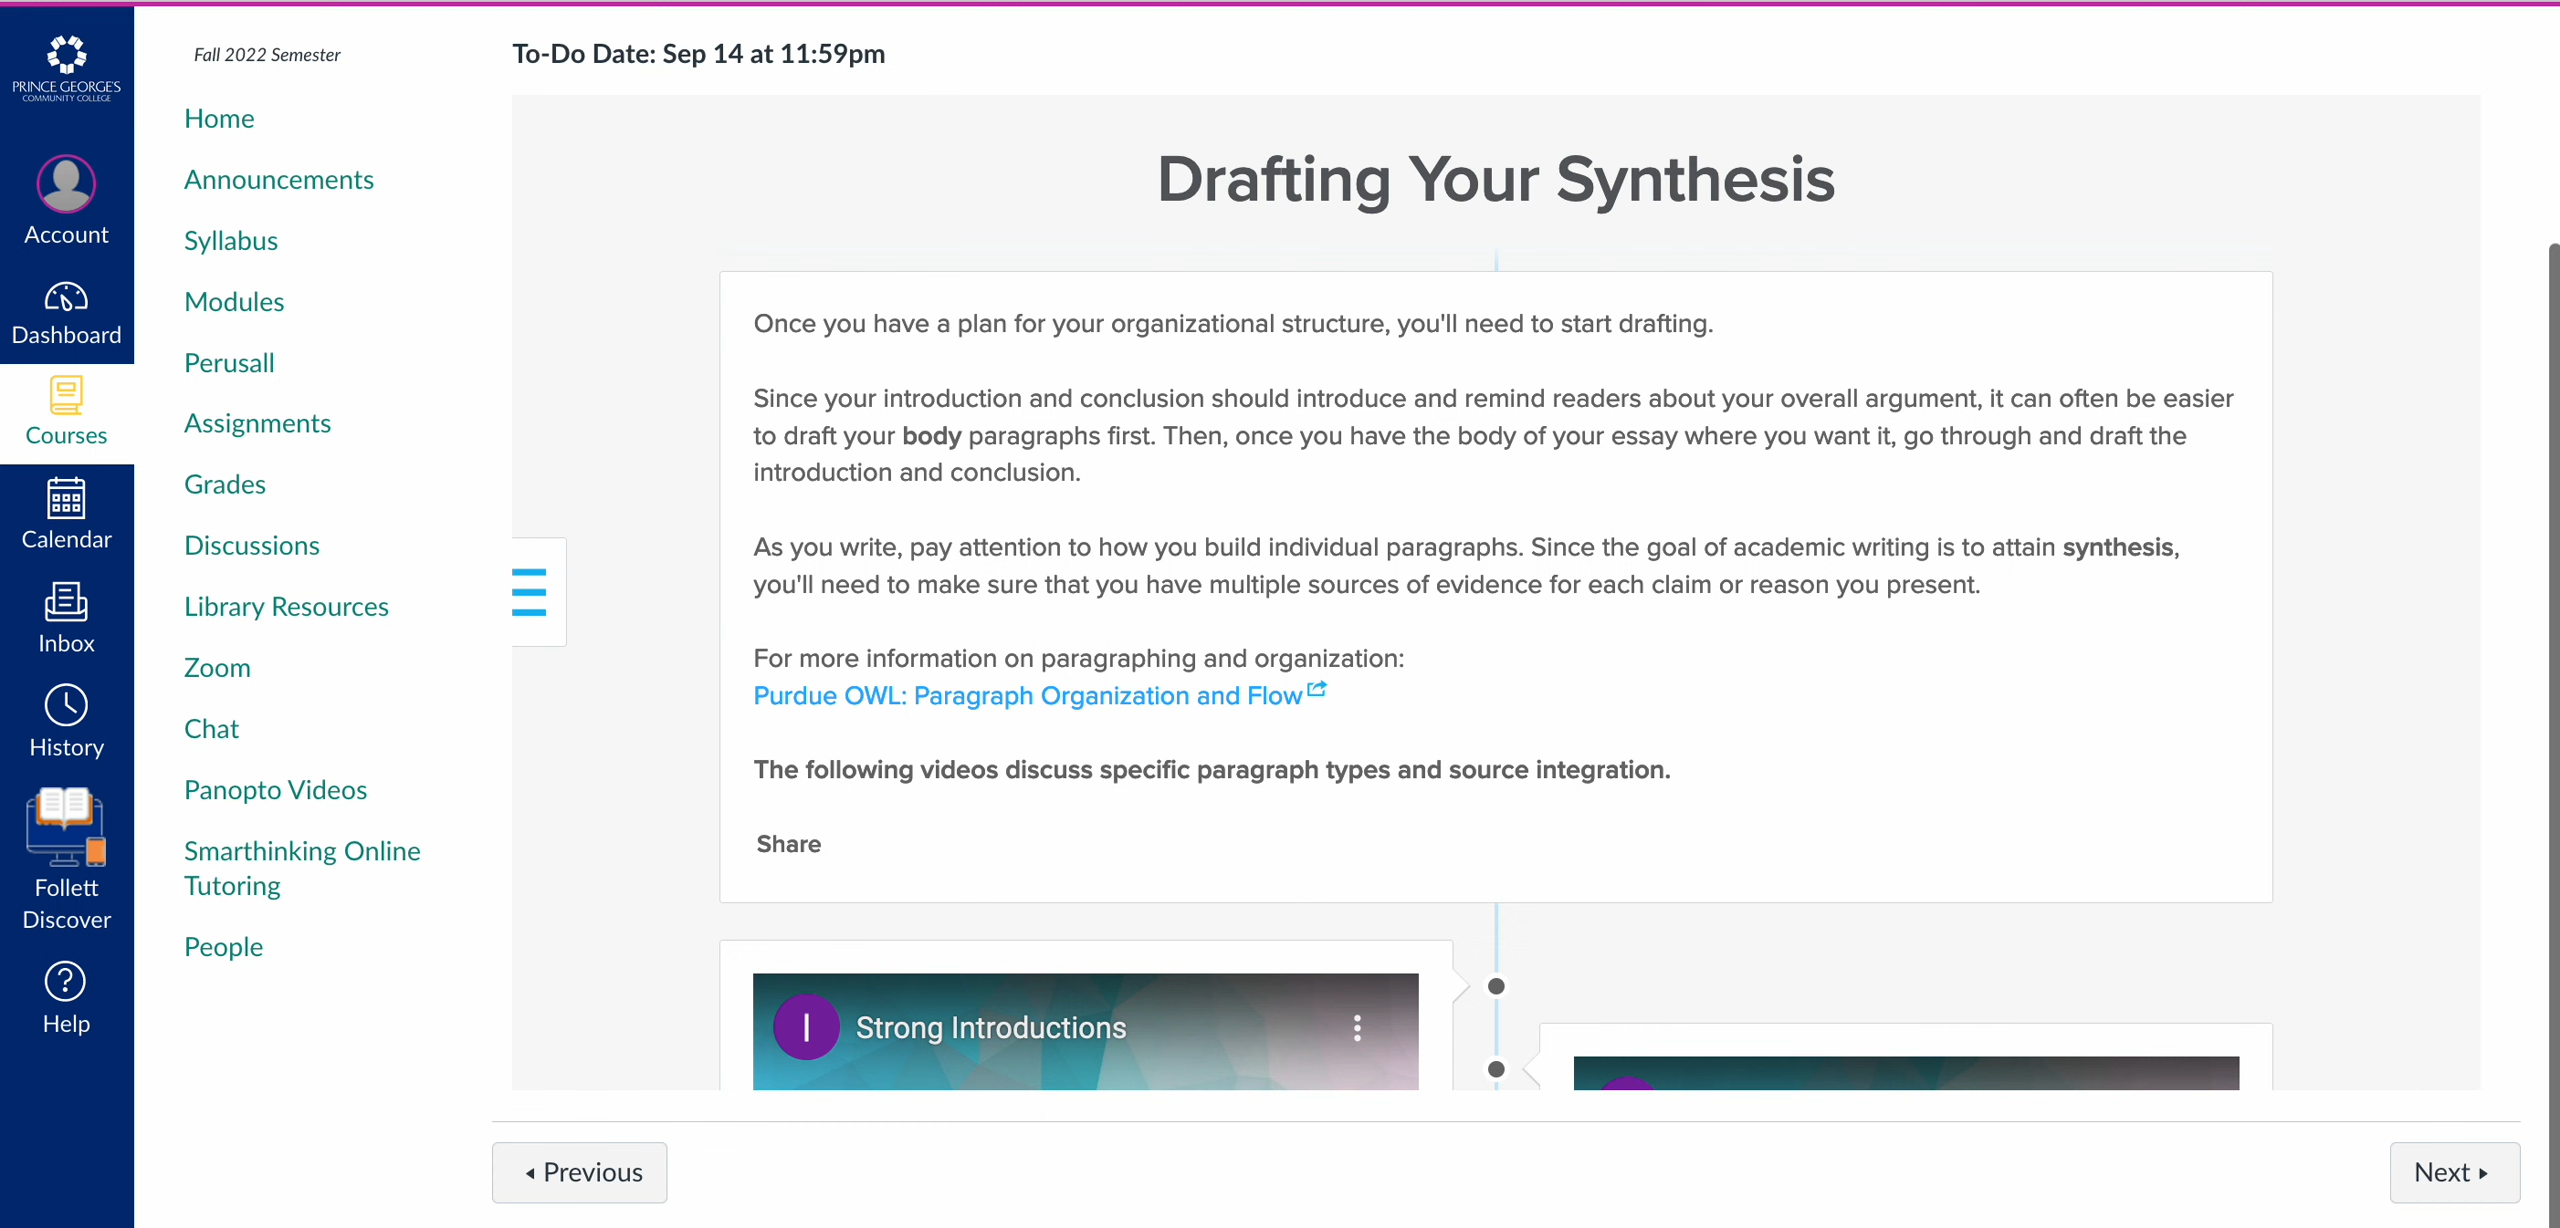 PRINCE GEORGE'S
COMMUNITY COLLEGE
Account
Dashboard
Courses
Calendar
Inbox
History
Follett
Discover
Help
Fall 2022 Semester
Home
Announcements
Syllabus
Modules
Perusall
Assignments
Grades
Discussions
Library Resources
Zoom
Chat
Panopto Videos
Smarthinking Online
Tutoring
People
To-Do Date: Sep 14 at 11:59pm
Drafting Your Synthesis
Once you have a plan for your organizational structure, you'll need to start drafting.
Since your introduction and conclusion should introduce and remind readers about your overall argument, it can often be easier
to draft your body paragraphs first. Then, once you have the body of your essay where you want it, go through and draft the
introduction and conclusion.
As you write, pay attention to how you build individual paragraphs. Since the goal of academic writing is to attain synthesis,
you'll need to make sure that you have multiple sources of evidence for each claim or reason you present.
For more information on paragraphing and organization:
Purdue OWL: Paragraph Organization and Flow
The following videos discuss specific paragraph types and source integration.
Share
I Strong Introductions
Previous
Next